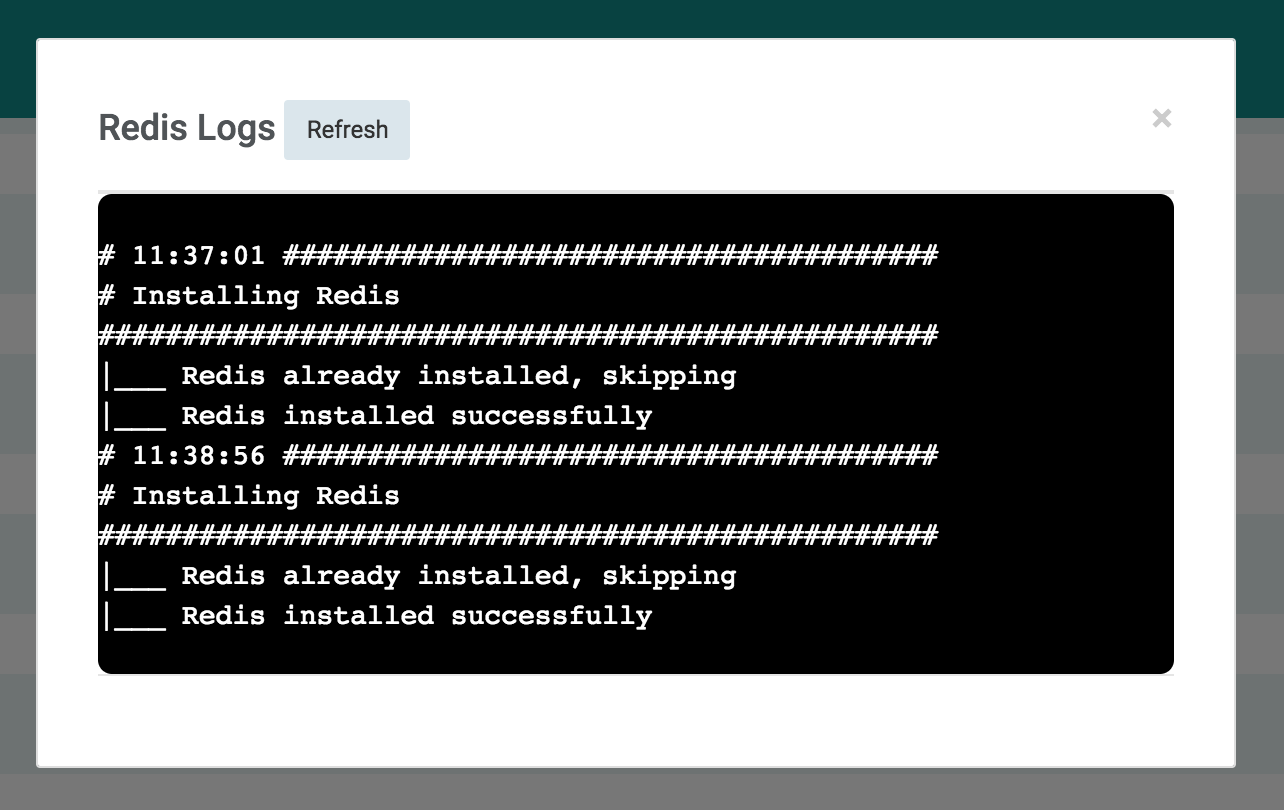 Redis Logs Refresh ×
# 11:37:01 #######################################
# Installing Redis
##################################################
|___ Redis already installed, skipping
|___ Redis installed successfully
# 11:38:56 #######################################
# Installing Redis
##################################################
|___ Redis already installed, skipping
|___ Redis installed successfully